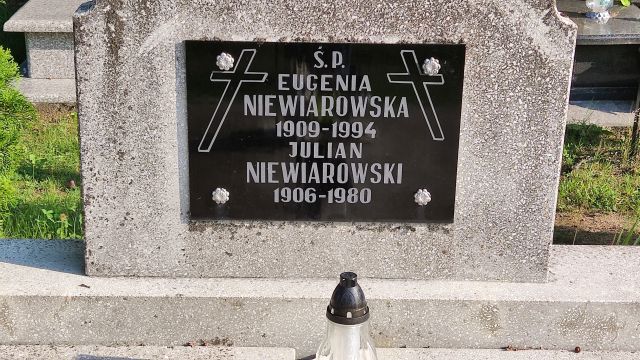 Ś.P.
EUGENIA
NIEWIAROWSKA
1909-1994
JULIAN
NIEWIAROWSKI
1906-1980